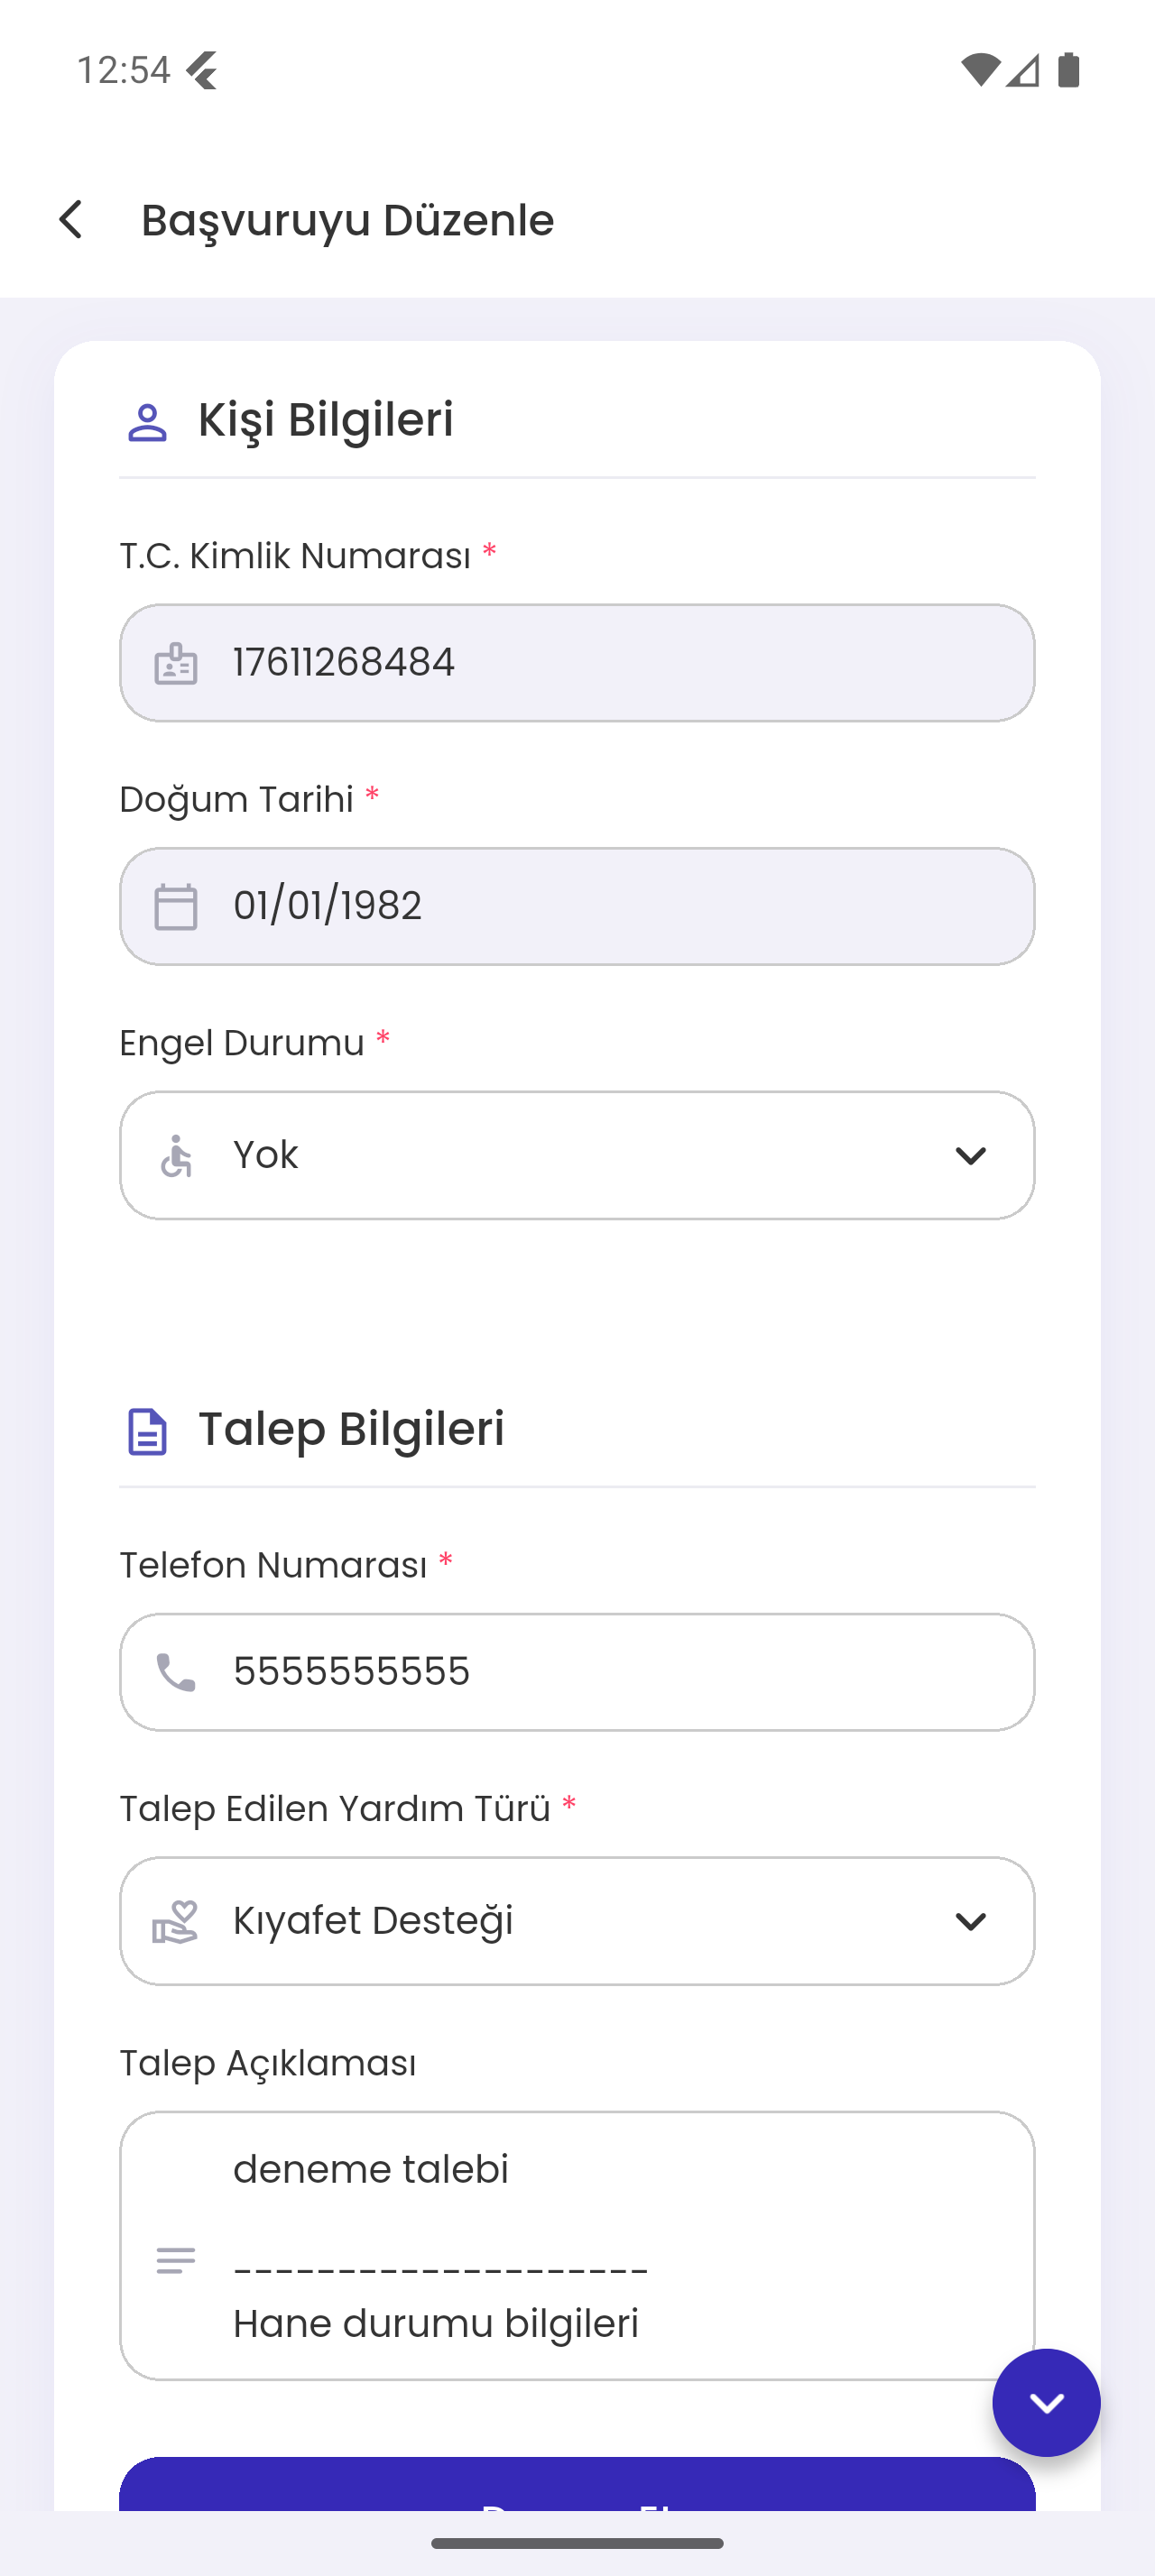 12:54
Başvuruyu Düzenle
Kişi Bilgileri
T.C. Kimlik Numarası *
17611268484
Doğum Tarihi *
01/01/1982
Engel Durumu *
Yok
Talep Bilgileri
Telefon Numarası *
5555555555
Talep Edilen Yardım Türü *
Kıyafet Desteği
Talep Açıklaması
deneme talebi
--------------------
Hane durumu bilgileri